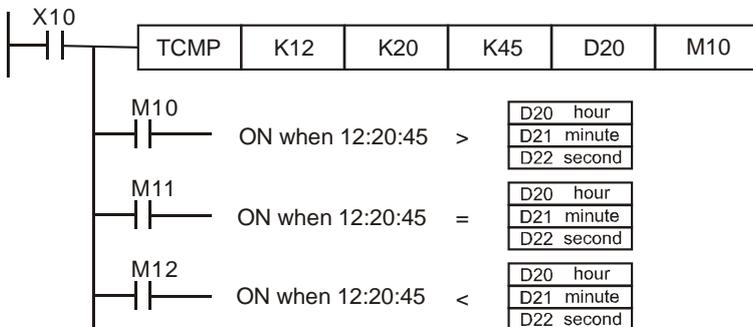 X10
TCMP K12 K20 K45 D20 M10
M10
ON when 12:20:45 >
D20 hour
D21 minute
D22 second
M11
ON when 12:20:45 =
D20 hour
D21 minute
D22 second
M12
ON when 12:20:45 <
D20 hour
D21 minute
D22 second